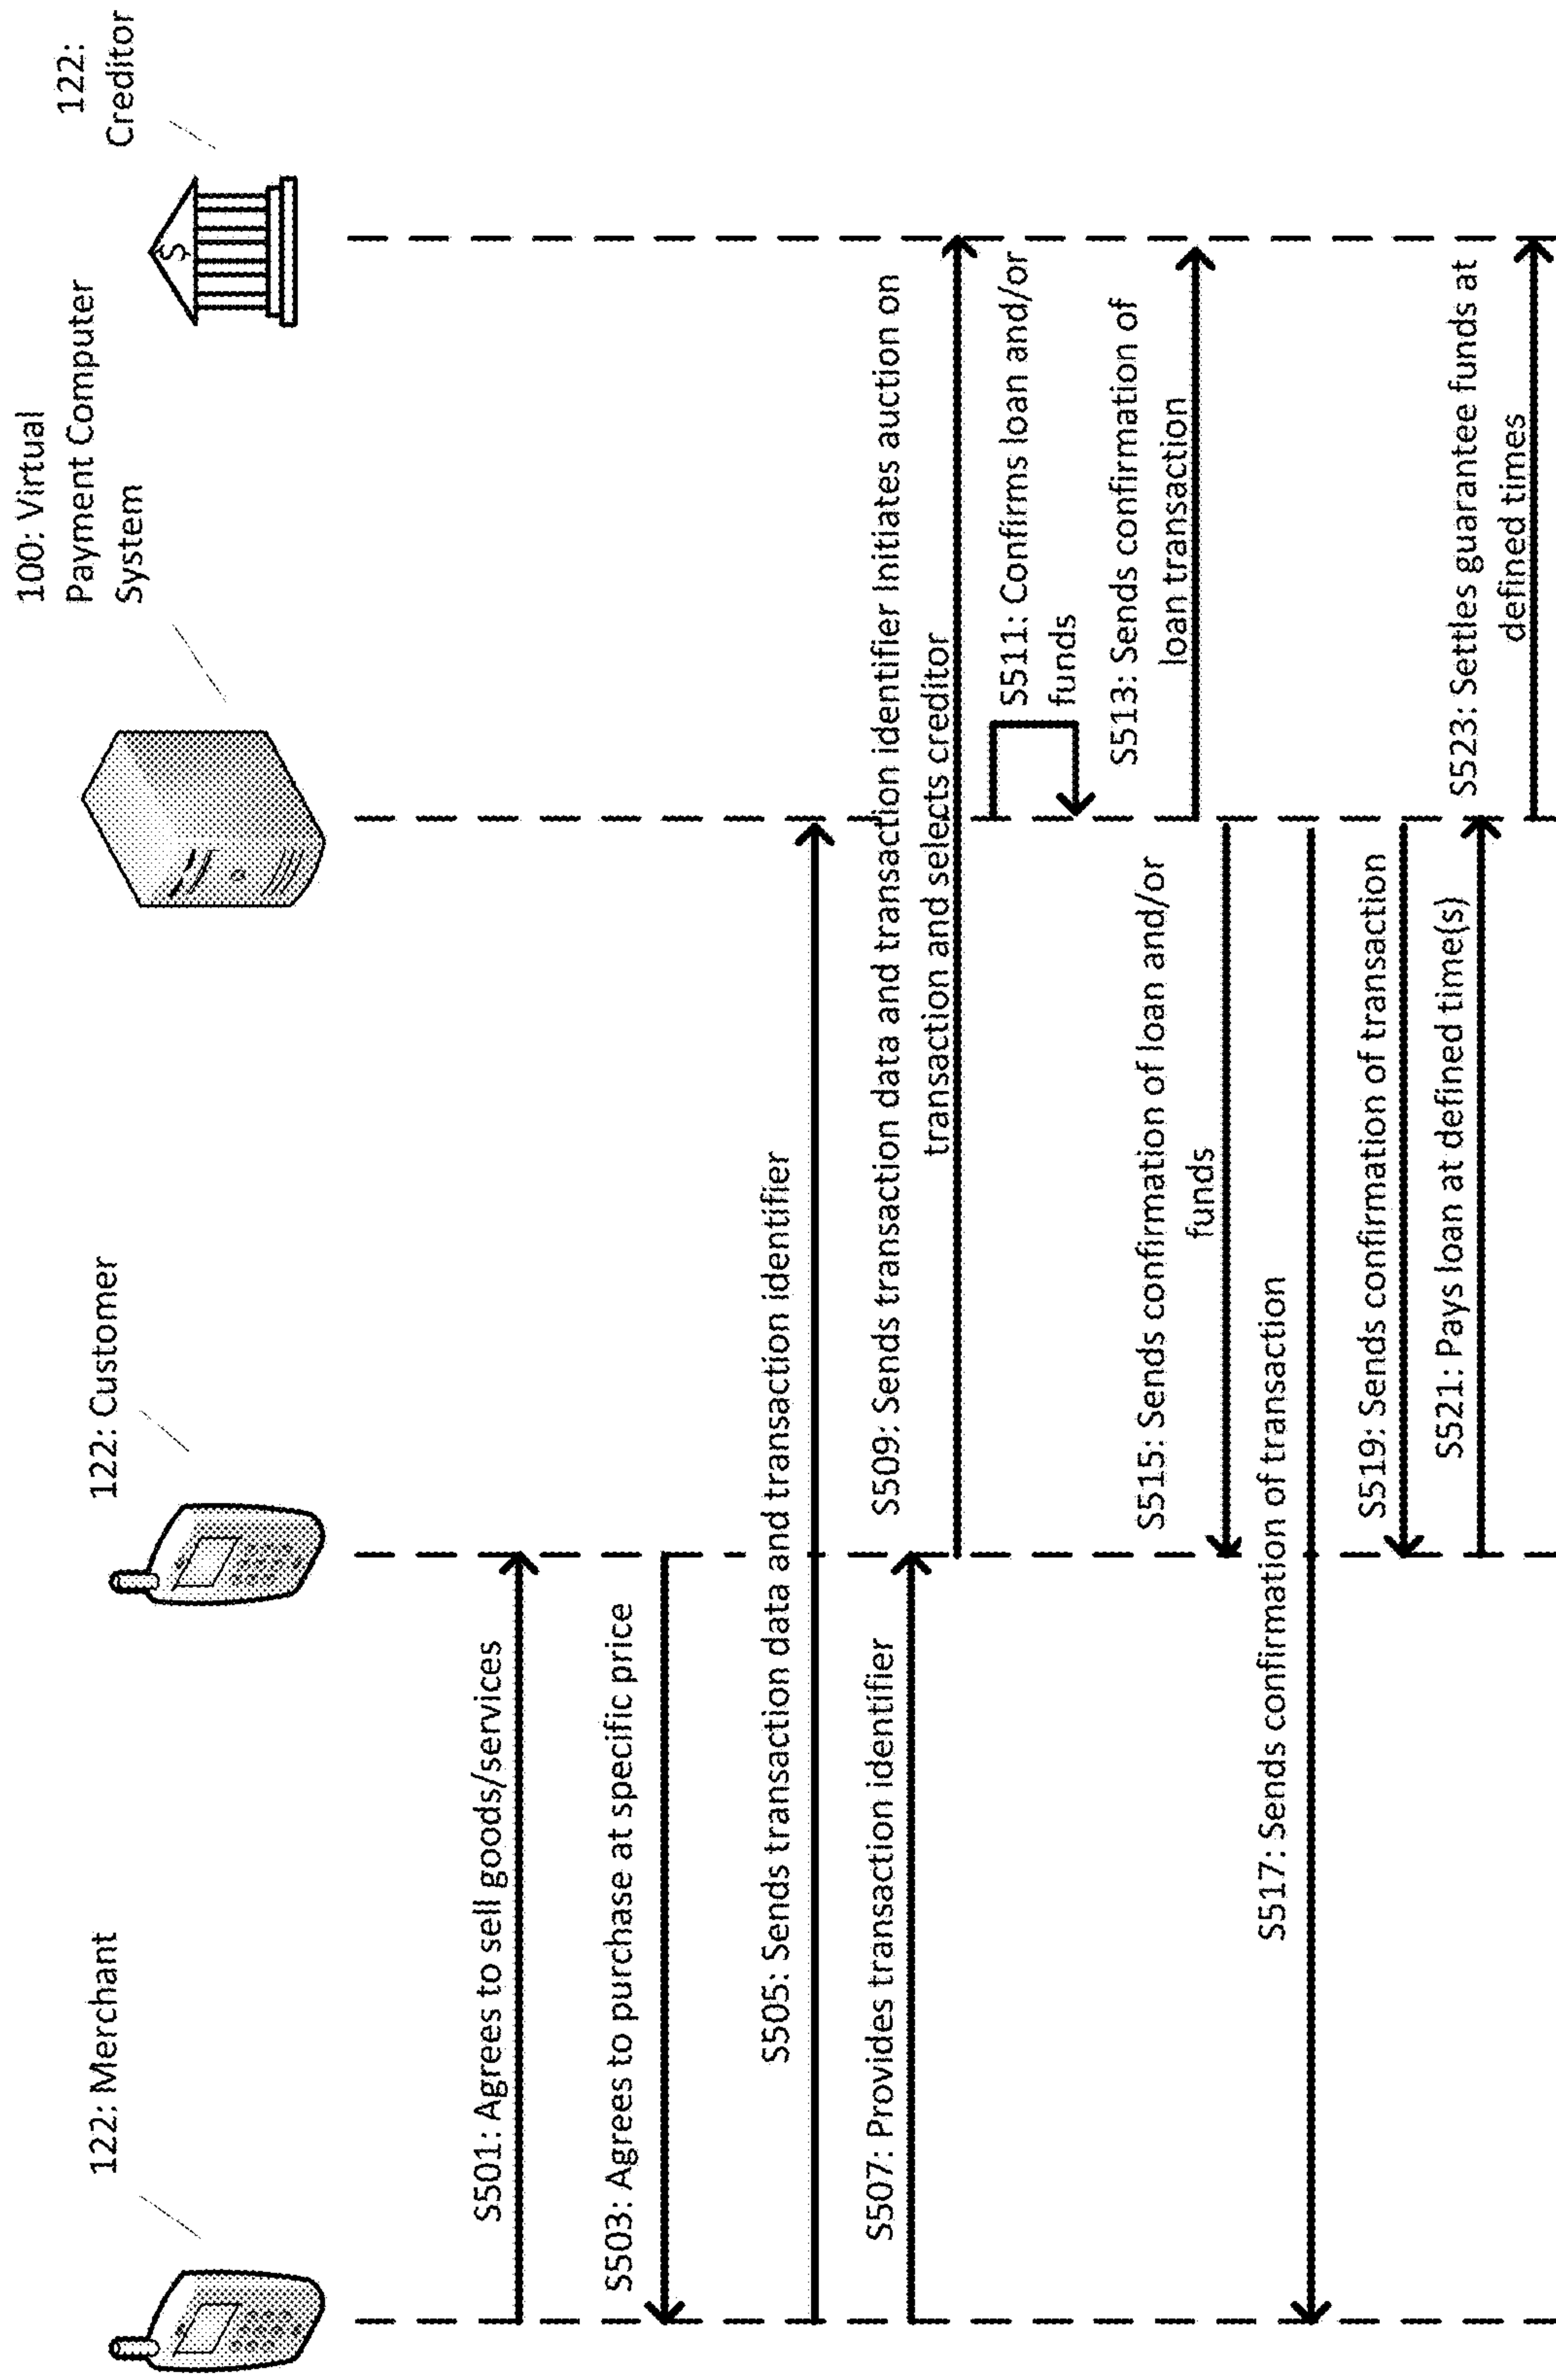 122: Merchant
122: Customer
100: Virtual
Payment Computer
System
122:
Creditor
S501: Agrees to sell goods/services
S503: Agrees to purchase at specific price
S505: Sends transaction data and transaction identifier
S507: Provides transaction identifier
S509: Sends transaction data and transaction identifier Initiates auction on
transaction and selects creditor
S511: Confirms loan and/or
funds
S513: Sends confirmation of
loan transaction
S515: Sends confirmation of loan and/or
funds
S517: Sends confirmation of transaction
S519: Sends confirmation of transaction
S521: Pays loan at defined time(s)
S523: Settles guarantee funds at
defined times
$